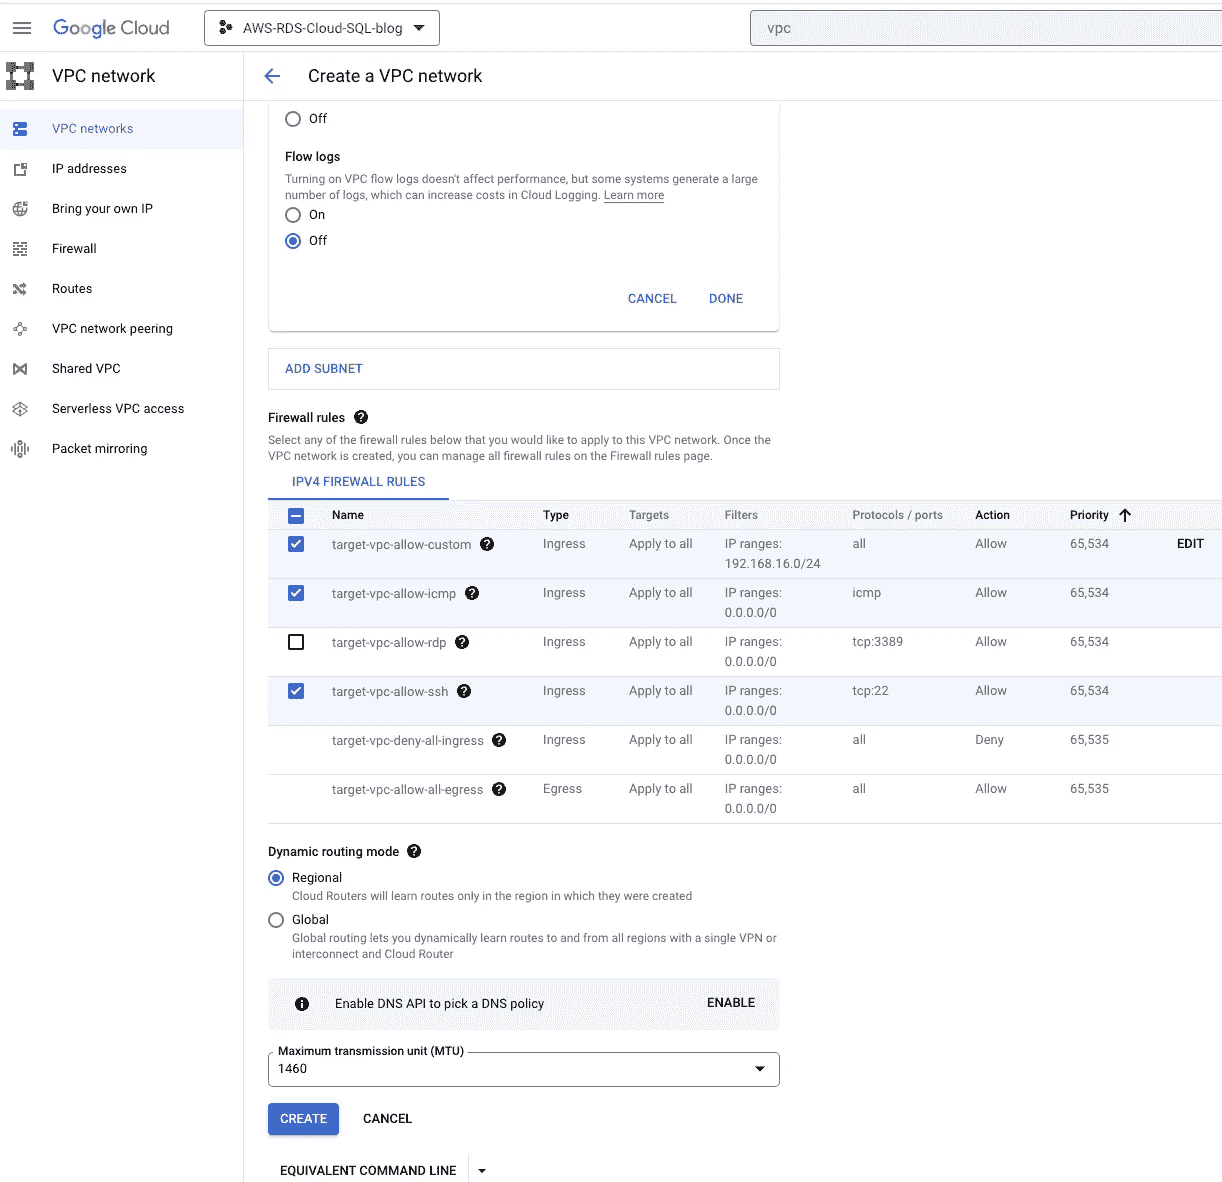 Google Cloud
AWS-RDS-Cloud-SQL-blog
vpc
VPC network
Create a VPC network
VPC networks
IP addresses
Bring your own IP
Firewall
Routes
VPC network peering
Shared VPC
Serverless VPC access
Packet mirroring
Off
Flow logs
Turning on VPC flow logs doesn't affect performance, but some systems generate a large
number of logs, which can increase costs in Cloud Logging. Learn more
On
Off
CANCEL DONE
ADD SUBNET
Firewall rules
Select any of the firewall rules below that you would like to apply to this VPC network. Once the
VPC network is created, you can manage all firewall rules on the Firewall rules page.
IPV4 FIREWALL RULES
Name Type Targets Filters Protocols / ports Action Priority
target-vpc-allow-custom Ingress Apply to all IP ranges: all Allow 65,534 EDIT
192.168.16.0/24
target-vpc-allow-icmp Ingress Apply to all IP ranges: icmp Allow 65,534
0.0.0.0/0
target-vpc-allow-rdp Ingress Apply to all IP ranges: tcp:3389 Allow 65,534
0.0.0.0/0
target-vpc-allow-ssh Ingress Apply to all IP ranges: tcp:22 Allow 65,534
0.0.0.0/0
target-vpc-deny-all-ingress Ingress Apply to all IP ranges: all Deny 65,535
0.0.0.0/0
target-vpc-allow-all-egress Egress Apply to all IP ranges: all Allow 65,535
0.0.0.0/0
Dynamic routing mode
Regional
Cloud Routers will learn routes only in the region in which they were created
Global
Global routing lets you dynamically learn routes to and from all regions with a single VPN or
interconnect and Cloud Router
Enable DNS API to pick a DNS policy ENABLE
Maximum transmission unit (MTU)
1460
CREATE CANCEL
EQUIVALENT COMMAND LINE